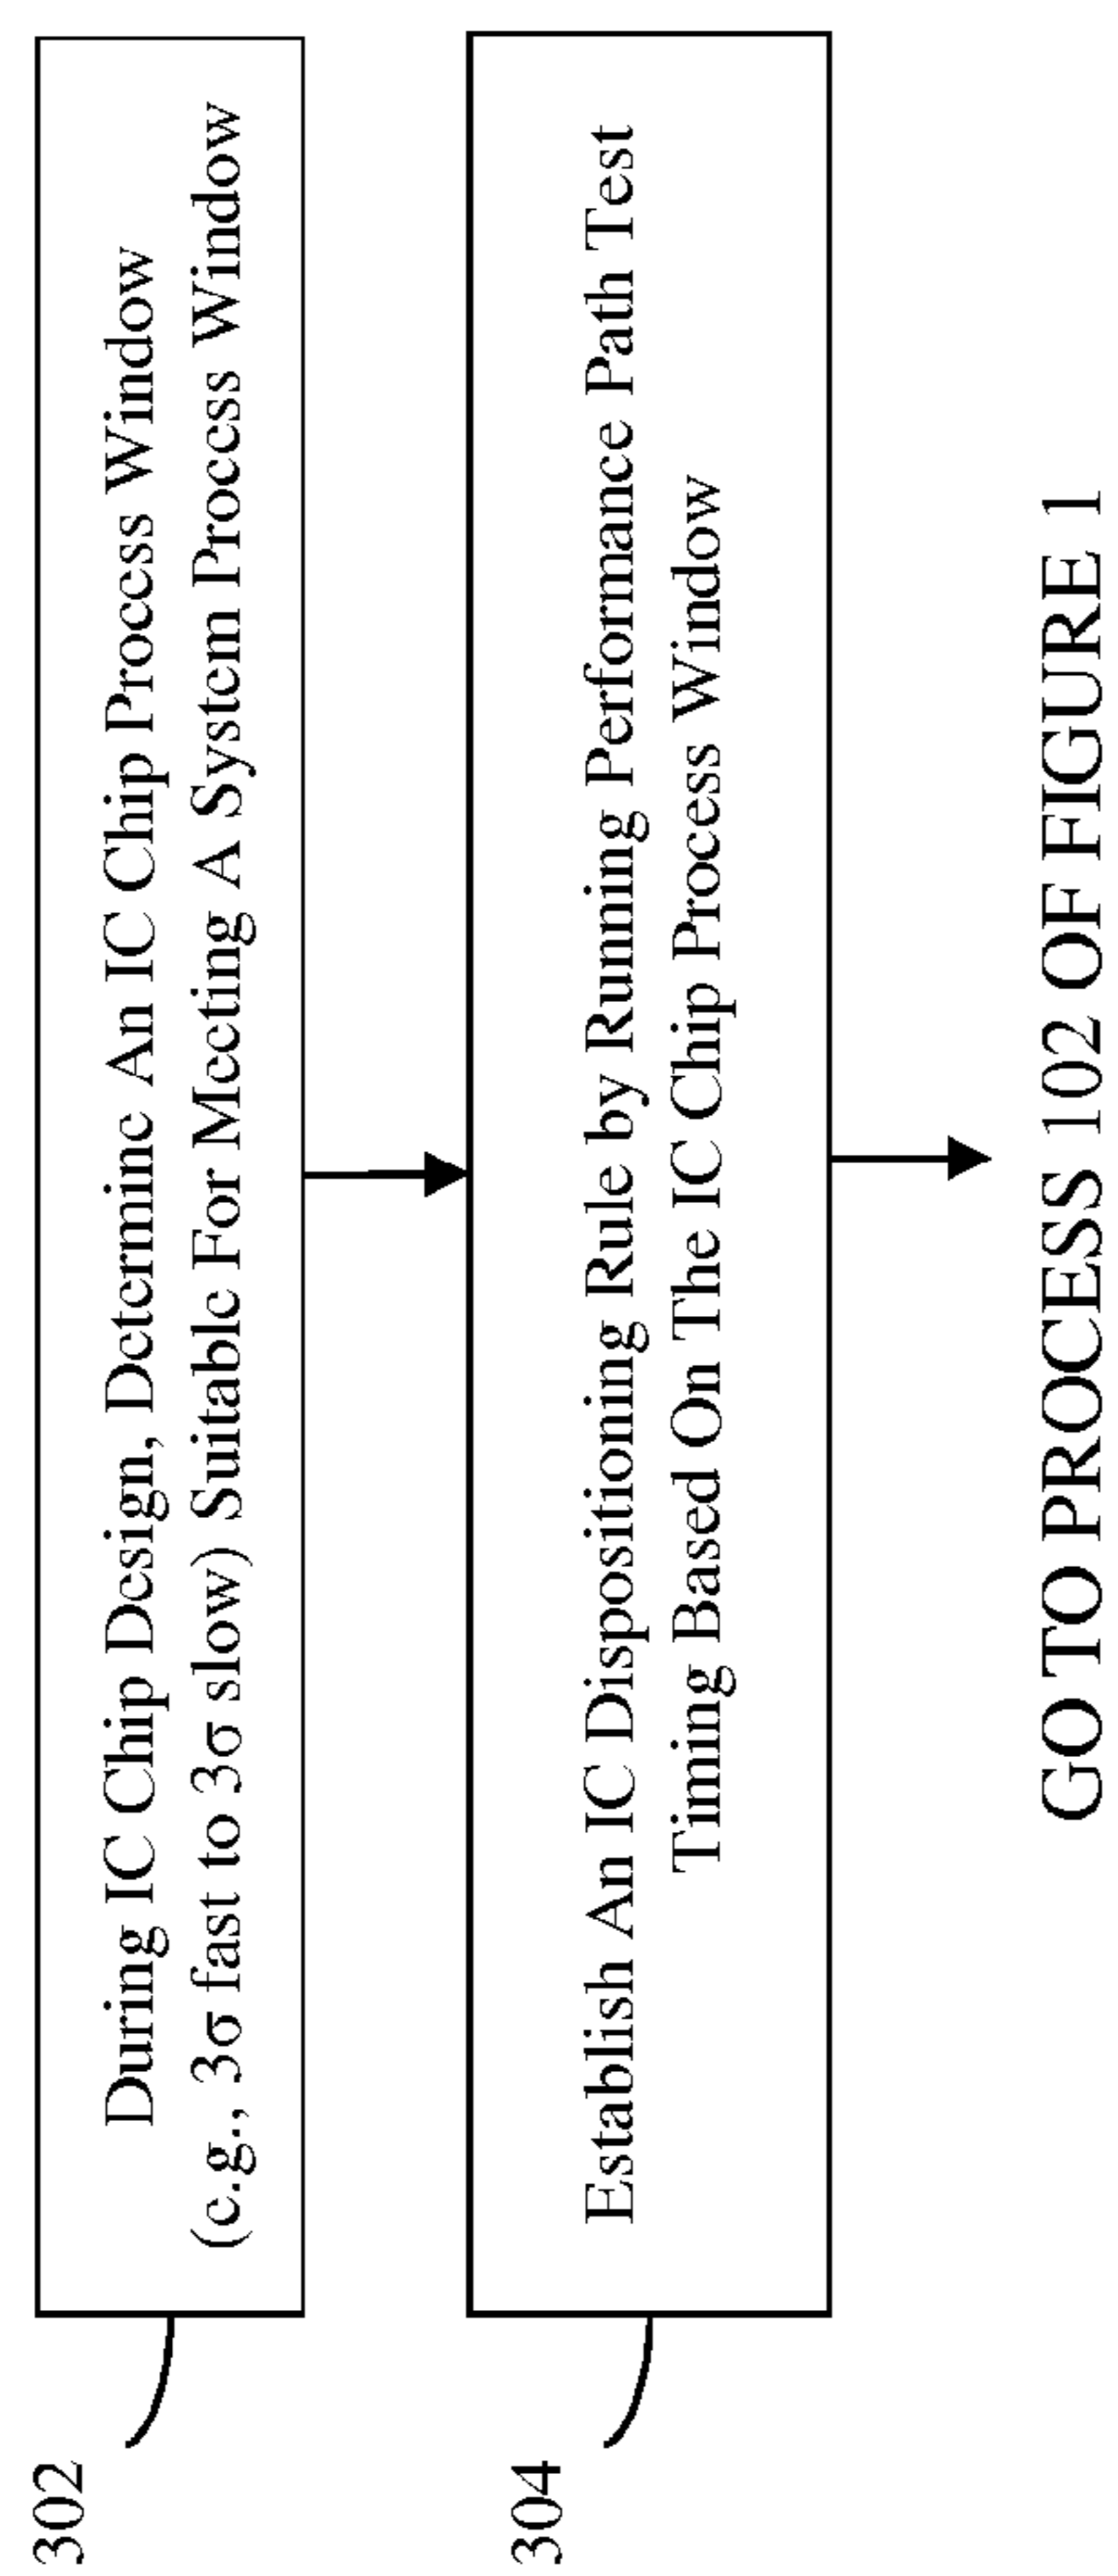 302
During IC Chip Design, Determine An IC Chip Process Window
(e.g., 3σ fast to 3σ slow) Suitable For Meeting A System Process Window
304
Establish An IC Dispositioning Rule by Running Performance Path Test
Timing Based On The IC Chip Process Window
GO TO PROCESS 102 OF FIGURE 1